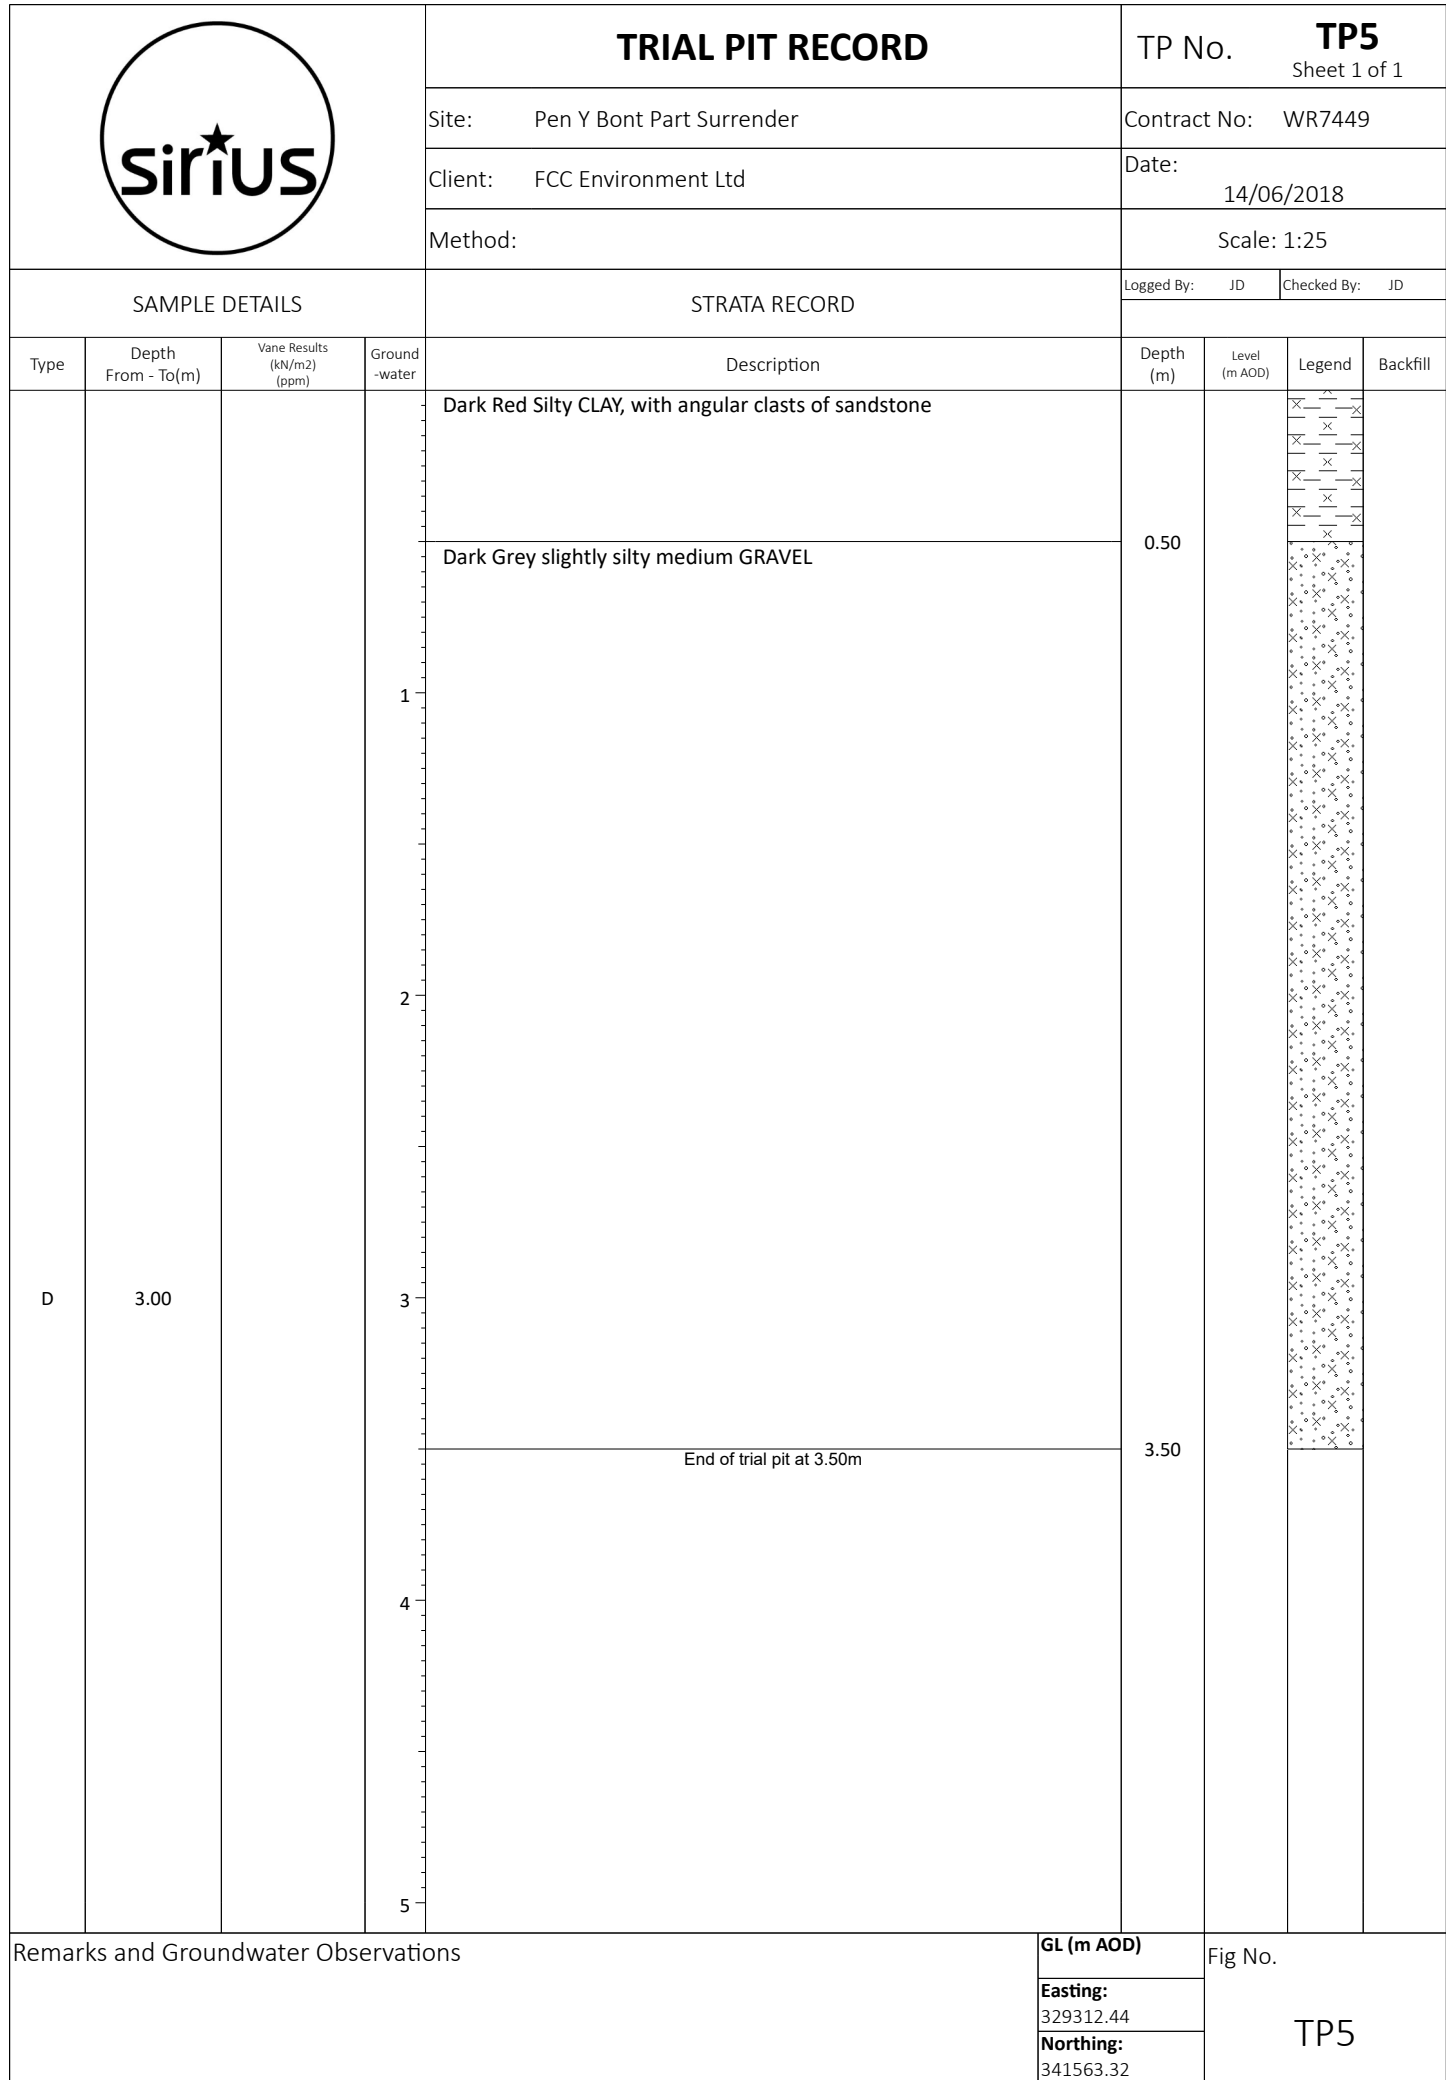 sirius
TRIAL PIT RECORD
TP No.
TP5
Sheet 1 of 1
Site: Pen Y Bont Part Surrender
Contract No: WR7449
Client: FCC Environment Ltd
Date:
14/06/2018
Method:
Scale: 1:25
SAMPLE DETAILS
STRATA RECORD
Logged By: JD
Checked By: JD
Type
Depth
From - To(m)
Vane Results
(kN/m2)
(ppm)
Ground
-water
Description
Depth
(m)
Level
(m AOD)
Legend
Backfill
Dark Red Silty CLAY, with angular clasts of sandstone
0.50
Dark Grey slightly silty medium GRAVEL
1
2
D 3.00
3
End of trial pit at 3.50m
3.50
4
5
Remarks and Groundwater Observations
GL (m AOD)
Easting:
329312.44
Northing:
341563.32
Fig No.
TP5